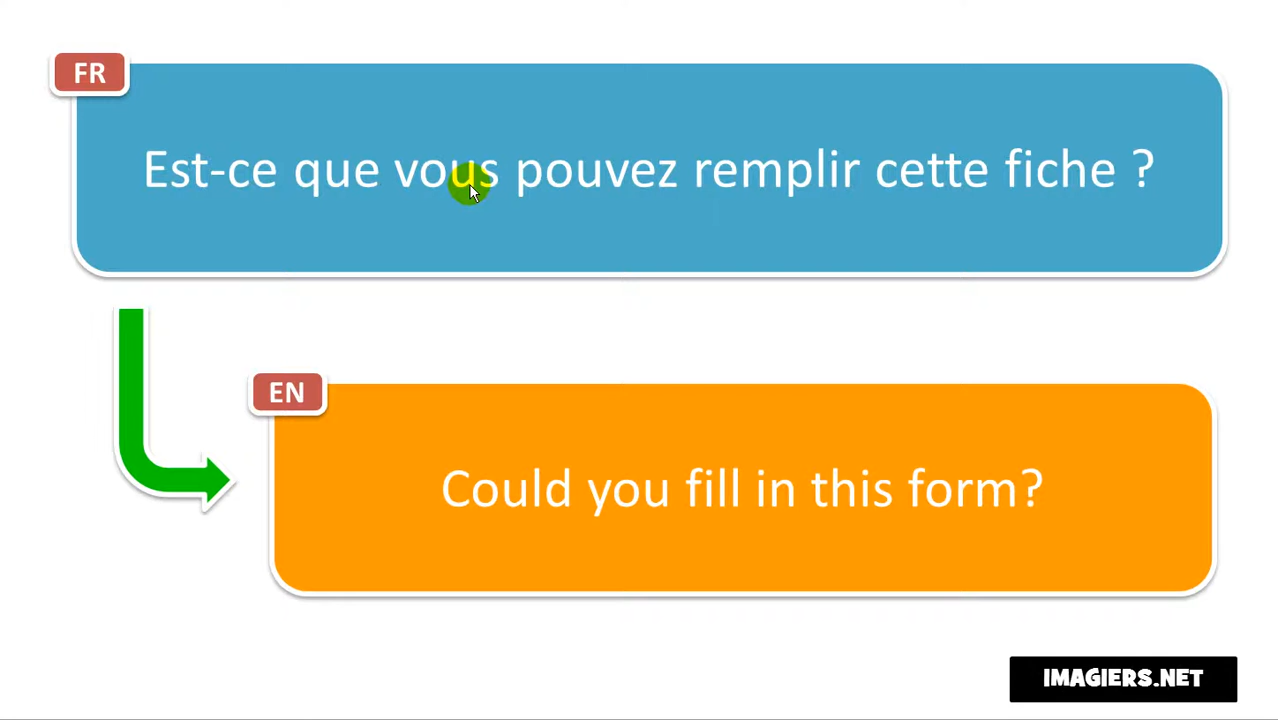 FR
Est-ce que vous pouvez remplir cette fiche ?
EN
Could you fill in this form?
IMAGIERS.NET